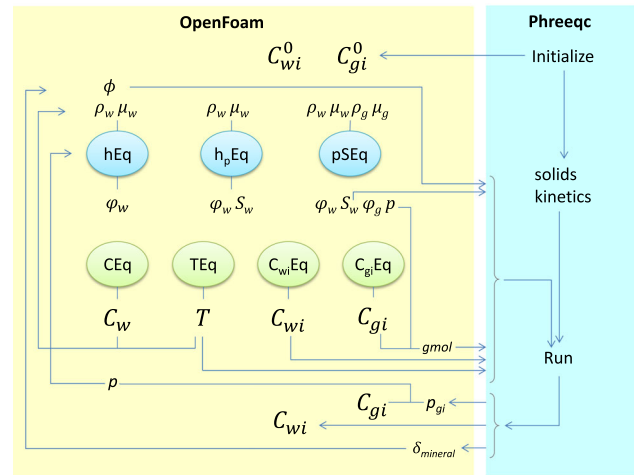 OpenFoam Phreeqc
C⁰wi C⁰gi Initialize
ϕ
ρw μw ρw μw ρw μw ρg μg
hEq hpEq pSEq
solids
kinetics
φw φw Sw φw Sw φg p
CEq TEq CwiEq CgiEq
Cw T Cwi Cgi
gmol
Run
p
Cgi pgi
Cwi
δmineral